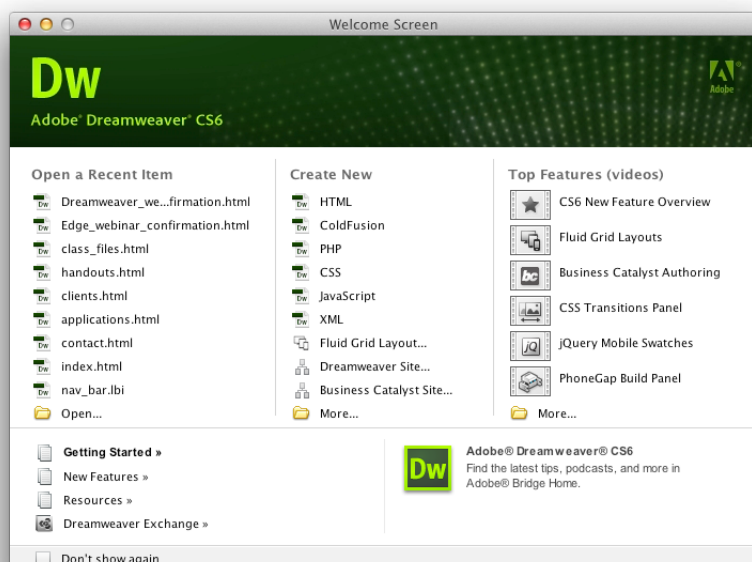 Welcome Screen
Dw
Adobe® Dreamweaver® CS6
Adobe
Open a Recent Item
Dreamweaver_we...firmation.html
Edge_webinar_confirmation.html
class_files.html
handouts.html
clients.html
applications.html
contact.html
index.html
nav_bar.lbi
Open...
Create New
HTML
ColdFusion
PHP
CSS
JavaScript
XML
Fluid Grid Layout...
Dreamweaver Site...
Business Catalyst Site...
More...
Top Features (videos)
CS6 New Feature Overview
Fluid Grid Layouts
bc
Business Catalyst Authoring
CSS Transitions Panel
jQ
jQuery Mobile Swatches
PhoneGap Build Panel
More...
Getting Started »
New Features »
Resources »
Dreamweaver Exchange »
Dw
Adobe® Dreamweaver® CS6
Find the latest tips, podcasts, and more in
Adobe® Bridge Home.
Don't show again